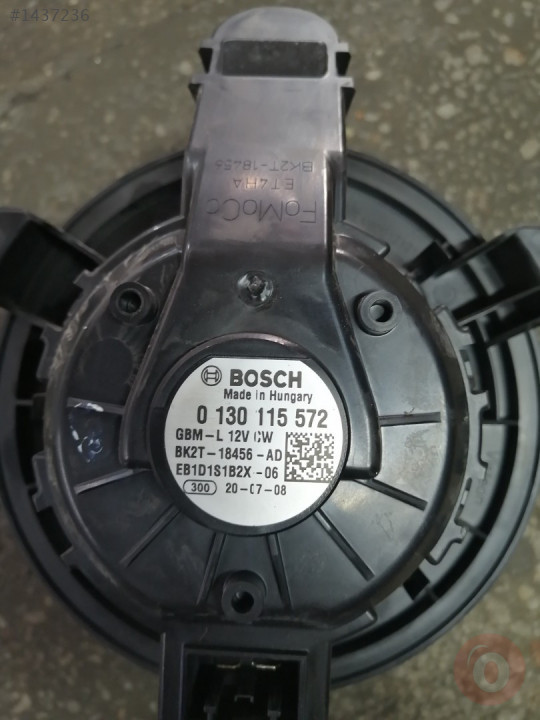 #1437236
BK2T-18456
ET4H4
FoMoCo
BOSCH
Made in Hungary
0 130 115 572
GBM-L 12V CW
BK2T-18456-AD
EB1D1S1B2X-06
300 20-07-08